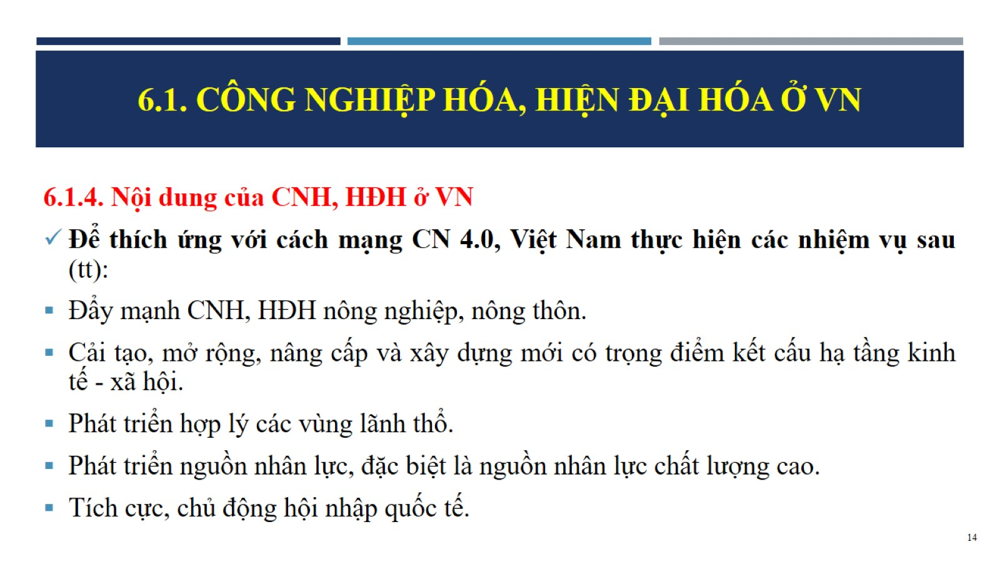 6.1. CÔNG NGHIỆP HÓA, HIỆN ĐẠI HÓA Ở VN
6.1.4. Nội dung của CNH, HĐH ở VN
Để thích ứng với cách mạng CN 4.0, Việt Nam thực hiện các nhiệm vụ sau
(tt):
Đẩy mạnh CNH, HĐH nông nghiệp, nông thôn.
Cải tạo, mở rộng, nâng cấp và xây dựng mới có trọng điểm kết cấu hạ tầng kinh
tế - xã hội.
Phát triển hợp lý các vùng lãnh thổ.
Phát triển nguồn nhân lực, đặc biệt là nguồn nhân lực chất lượng cao.
Tích cực, chủ động hội nhập quốc tế.
14